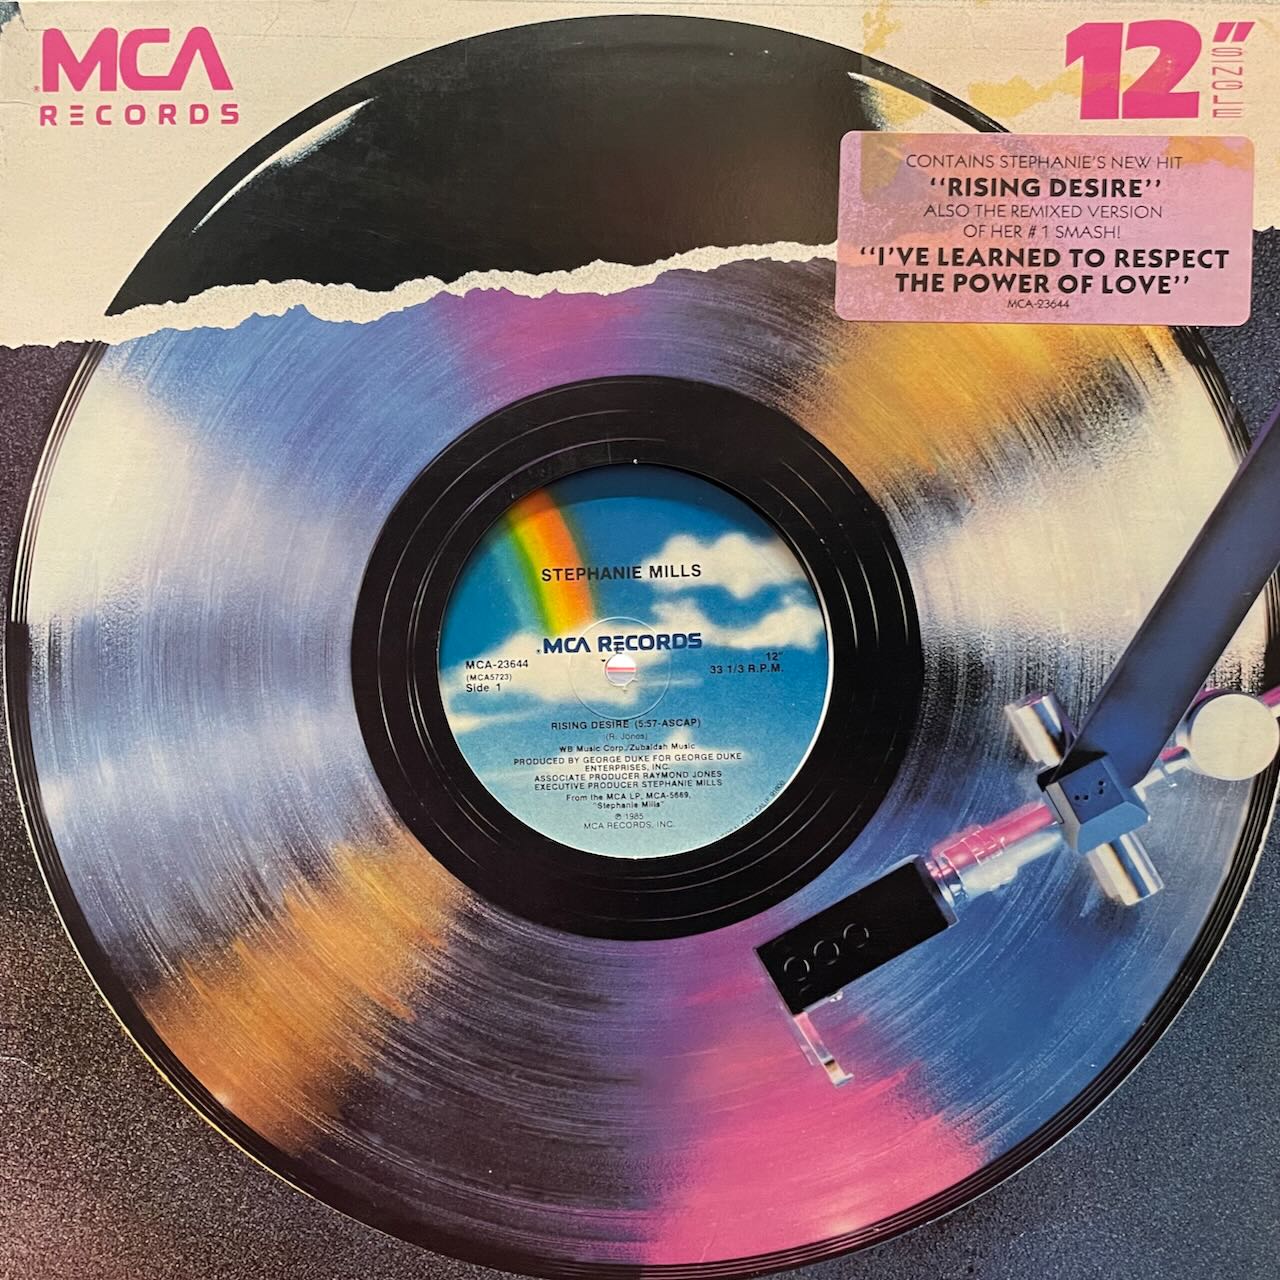 MCA
RECORDS
12"
SINGLE
CONTAINS STEPHANIE'S NEW HIT
"RISING DESIRE"
ALSO THE REMIXED VERSION
OF HER #1 SMASH!
"I'VE LEARNED TO RESPECT
THE POWER OF LOVE"
MCA-23644
STEPHANIE MILLS
MCA RECORDS
MCA-23644
(MCA5723)
Side 1
12"
33 1/3 R.P.M.
RISING DESIRE (5:57-ASCAP)
(R. Jones)
WB Music Corp./Zubaidah Music
PRODUCED BY GEORGE DUKE FOR GEORGE DUKE
ENTERPRISES, INC.
ASSOCIATE PRODUCER RAYMOND JONES
EXECUTIVE PRODUCER STEPHANIE MILLS
From the MCA LP, MCA-5669,
"Stephanie Mills"
℗ 1985
MCA RECORDS, INC.